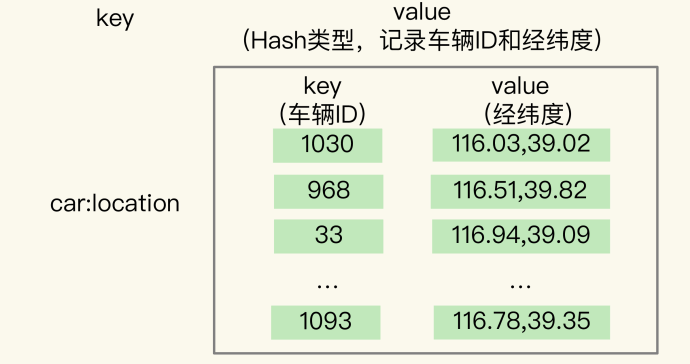 key
value
（Hash类型，记录车辆ID和经纬度）
key
value
（车辆ID）
（经纬度）
1030
116.03,39.02
968
116.51,39.82
car:location
33
116.94,39.09
...
...
1093
116.78,39.35